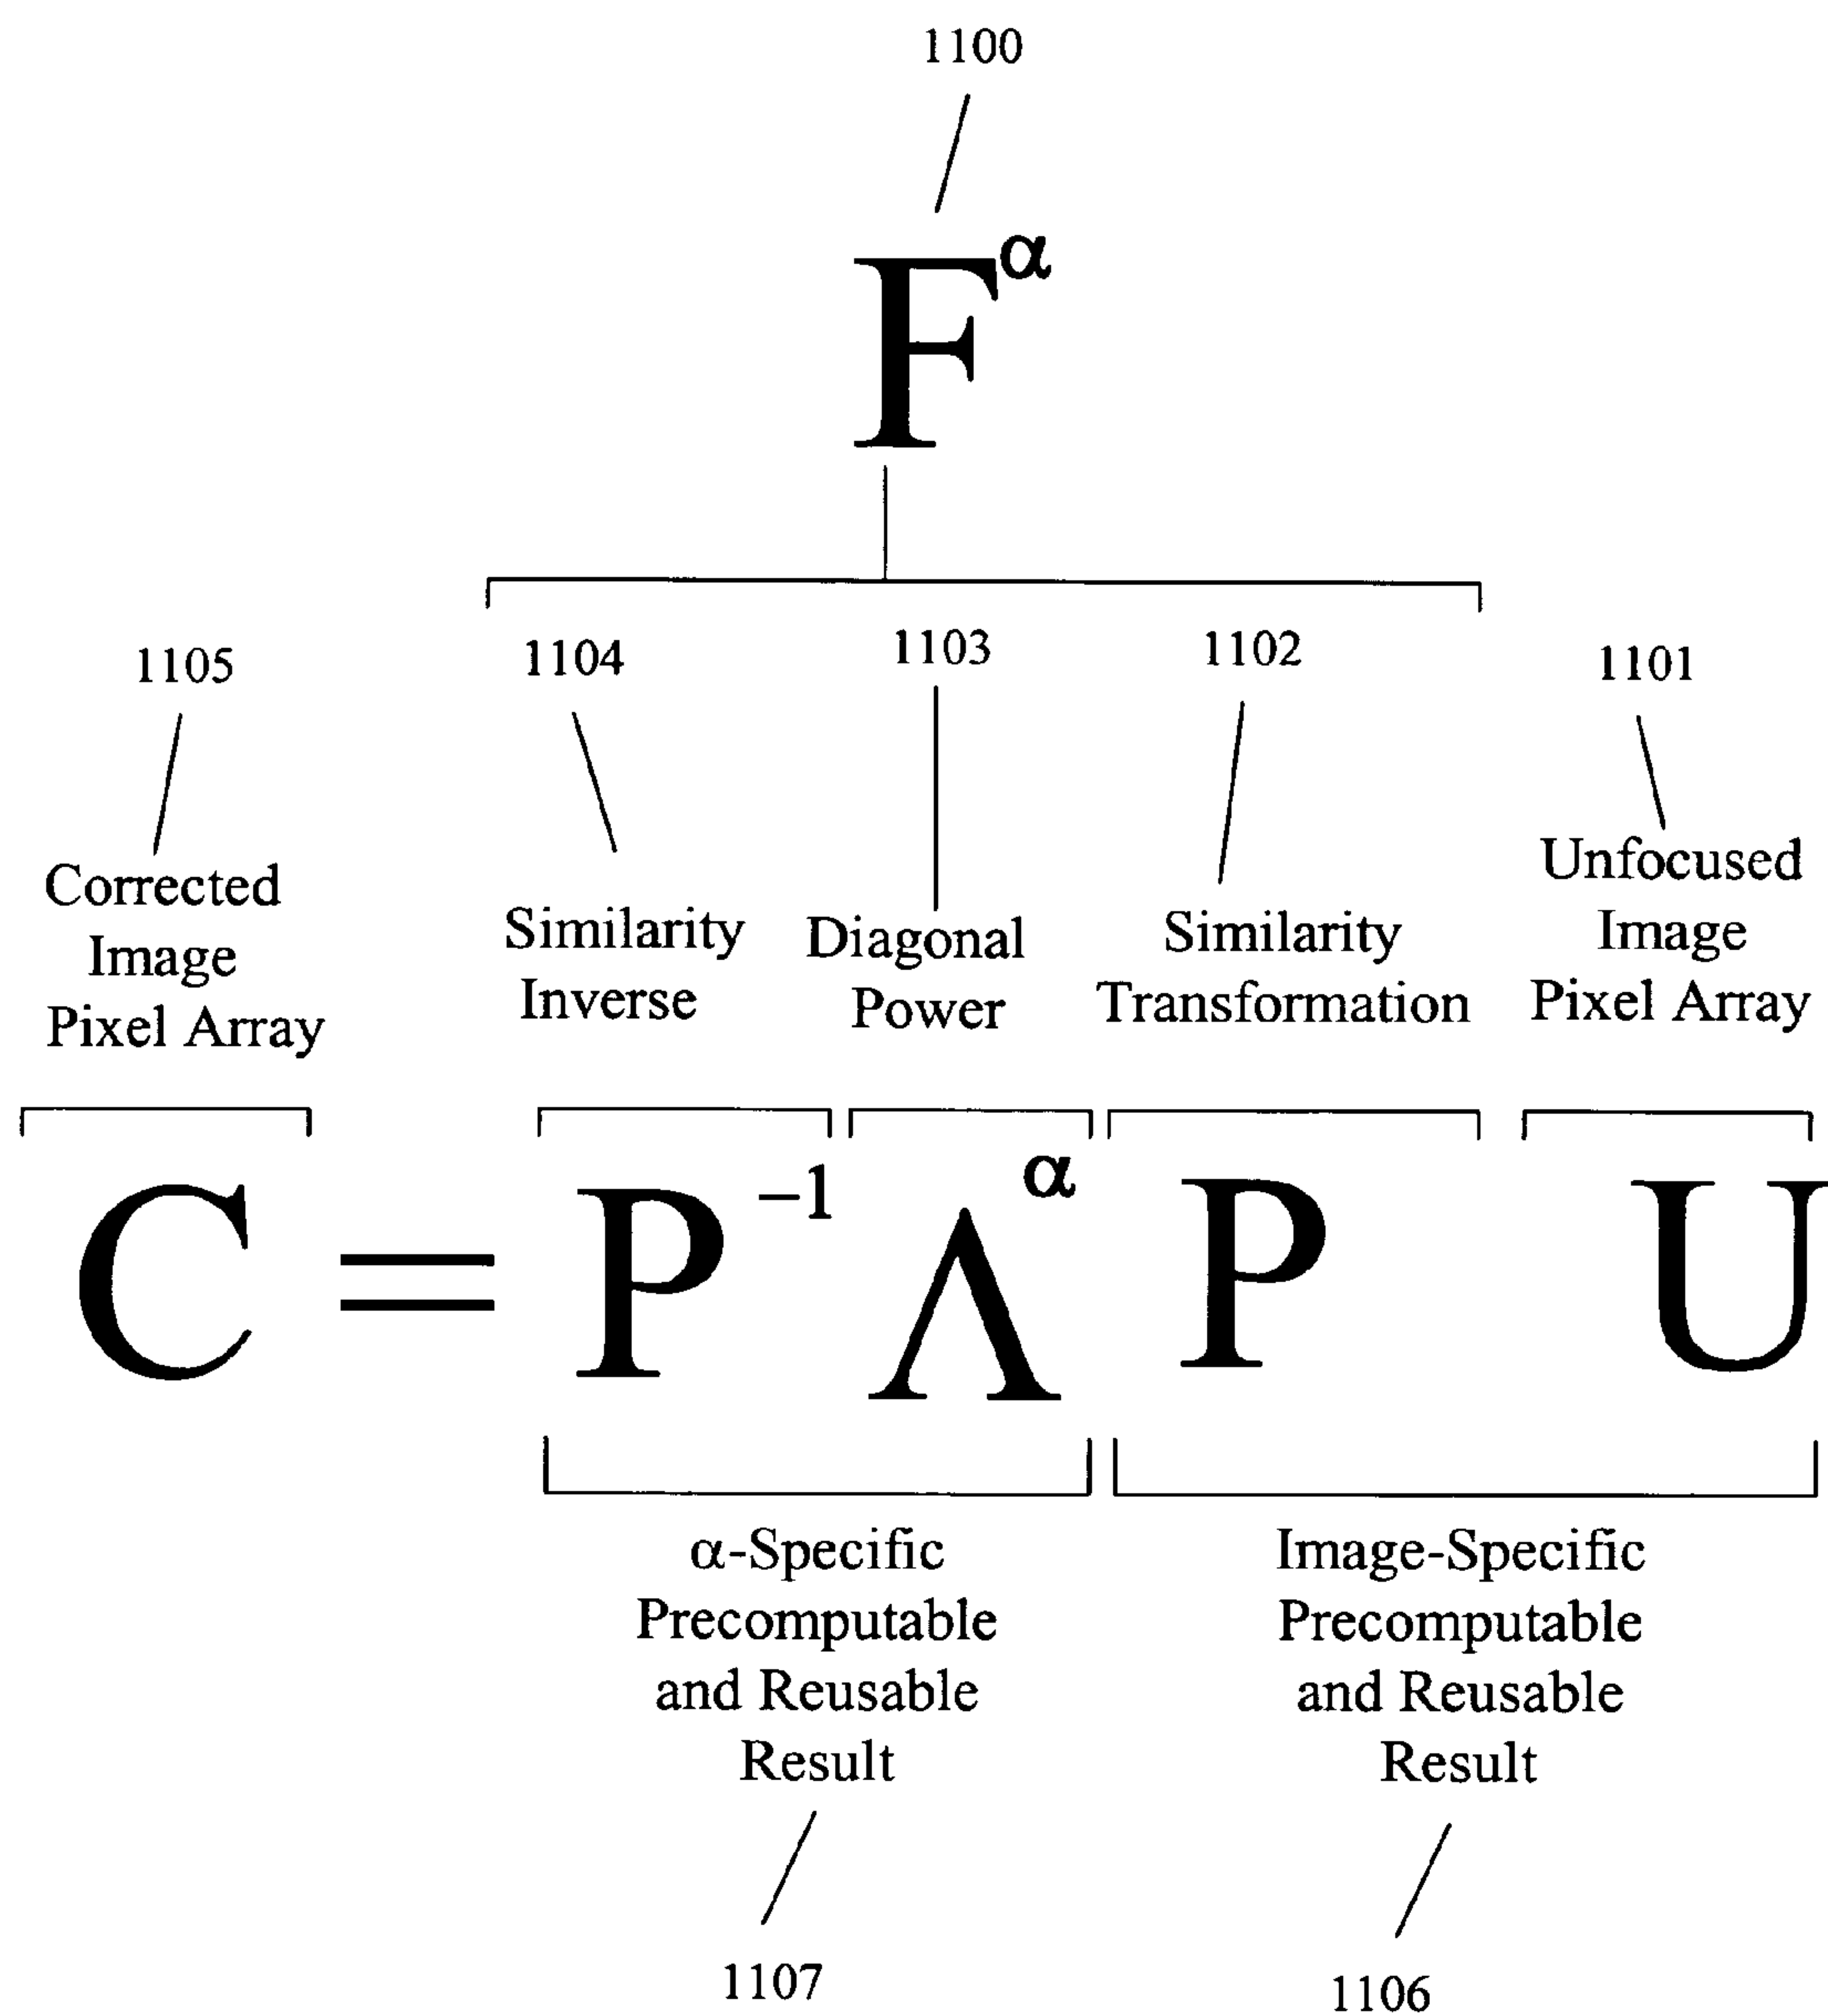 1100
F^α
1105 1104 1103 1102 1101
Corrected Image Pixel Array
Similarity Inverse
Diagonal Power
Similarity Transformation
Unfocused Image Pixel Array
C = P^−1 Λ^α P U
α-Specific
Precomputable
and Reusable
Result
Image-Specific
Precomputable
and Reusable
Result
1107 1106